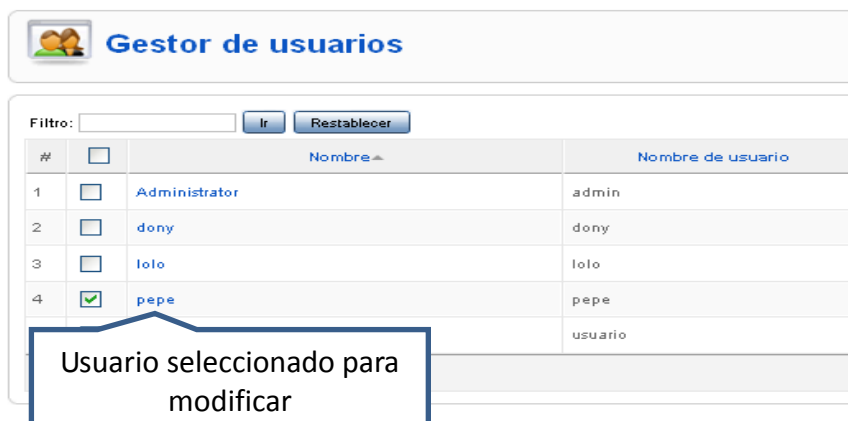 Gestor de usuarios
Filtro: Ir Restablecer
# Nombre Nombre de usuario
1 Administrator admin
2 dony dony
3 lolo lolo
4 pepe pepe
usuario
Usuario seleccionado para
modificar